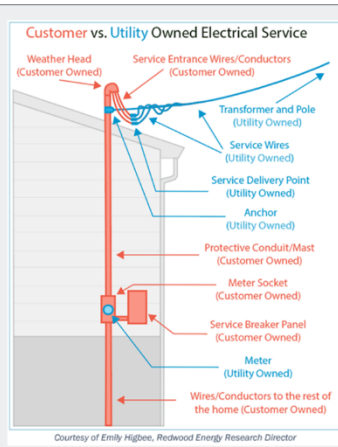 Customer vs. Utility Owned Electrical Service
Weather Head
(Customer Owned)
Service Entrance Wires/Conductors
(Customer Owned)
Transformer and Pole
(Utility Owned)
Service Wires
(Utility Owned)
Service Delivery Point
(Utility Owned)
Anchor
(Utility Owned)
Protective Conduit/Mast
(Customer Owned)
Meter Socket
(Customer Owned)
Service Breaker Panel
(Customer Owned)
Meter
(Utility Owned)
Wires/Conductors to the rest of
the home (Customer Owned)
Courtesy of Emily Higbee, Redwood Energy Research Director